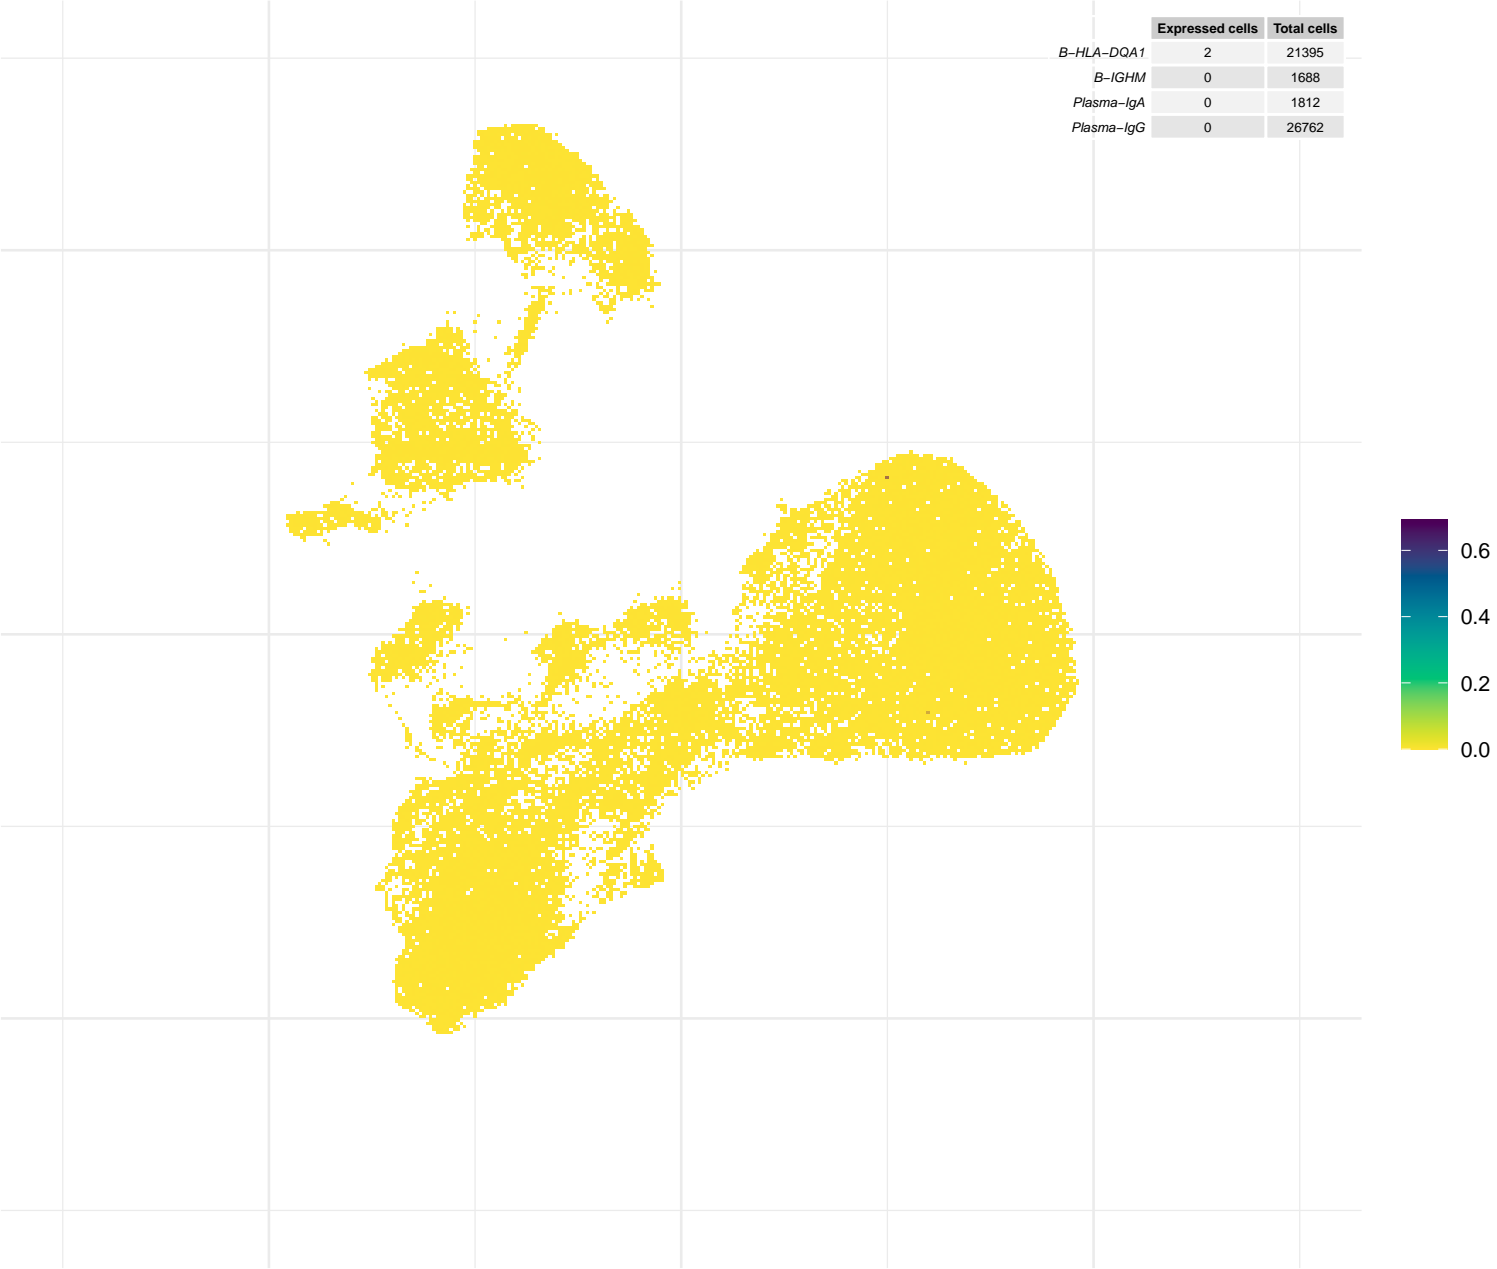 Expressed cells Total cells
B−HLA−DQA1 2 21395
B−IGHM 0 1688
Plasma−IgA 0 1812
Plasma−IgG 0 26762
0.6
0.4
0.2
0.0